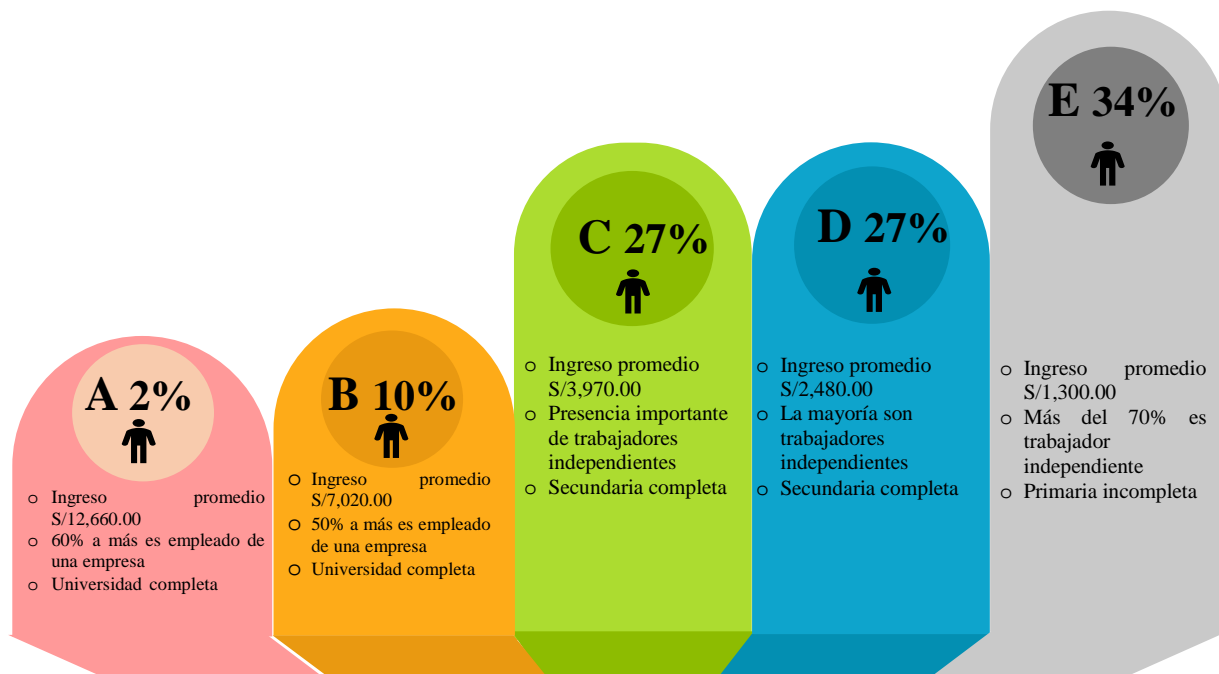 A 2%
o Ingreso promedio
S/12,660.00
o 60% a más es empleado de
una empresa
o Universidad completa
B 10%
o Ingreso promedio
S/7,020.00
o 50% a más es empleado
de una empresa
o Universidad completa
C 27%
o Ingreso promedio
S/3,970.00
o Presencia importante
de trabajadores
independientes
o Secundaria completa
D 27%
o Ingreso promedio
S/2,480.00
o La mayoría son
trabajadores
independientes
o Secundaria completa
E 34%
o Ingreso promedio
S/1,300.00
o Más del 70% es
trabajador
independiente
o Primaria incompleta